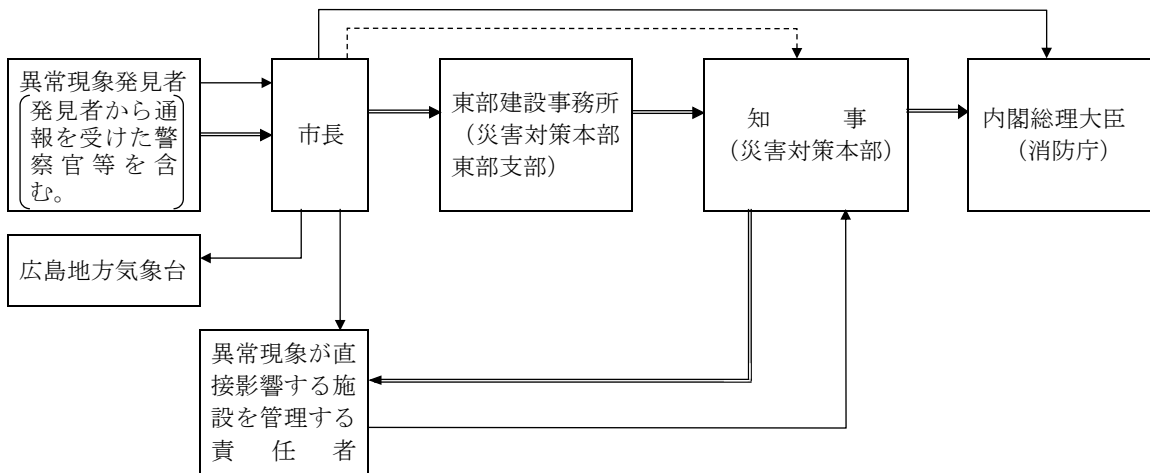 異常現象発見者
発見者から通
報を受けた警
察官等を含
む。
市長
東部建設事務所
（災害対策本部
東部支部）
知事
（災害対策本部）
内閣総理大臣
（消防庁）
広島地方気象台
異常現象が直
接影響する施
設を管理する
責任者